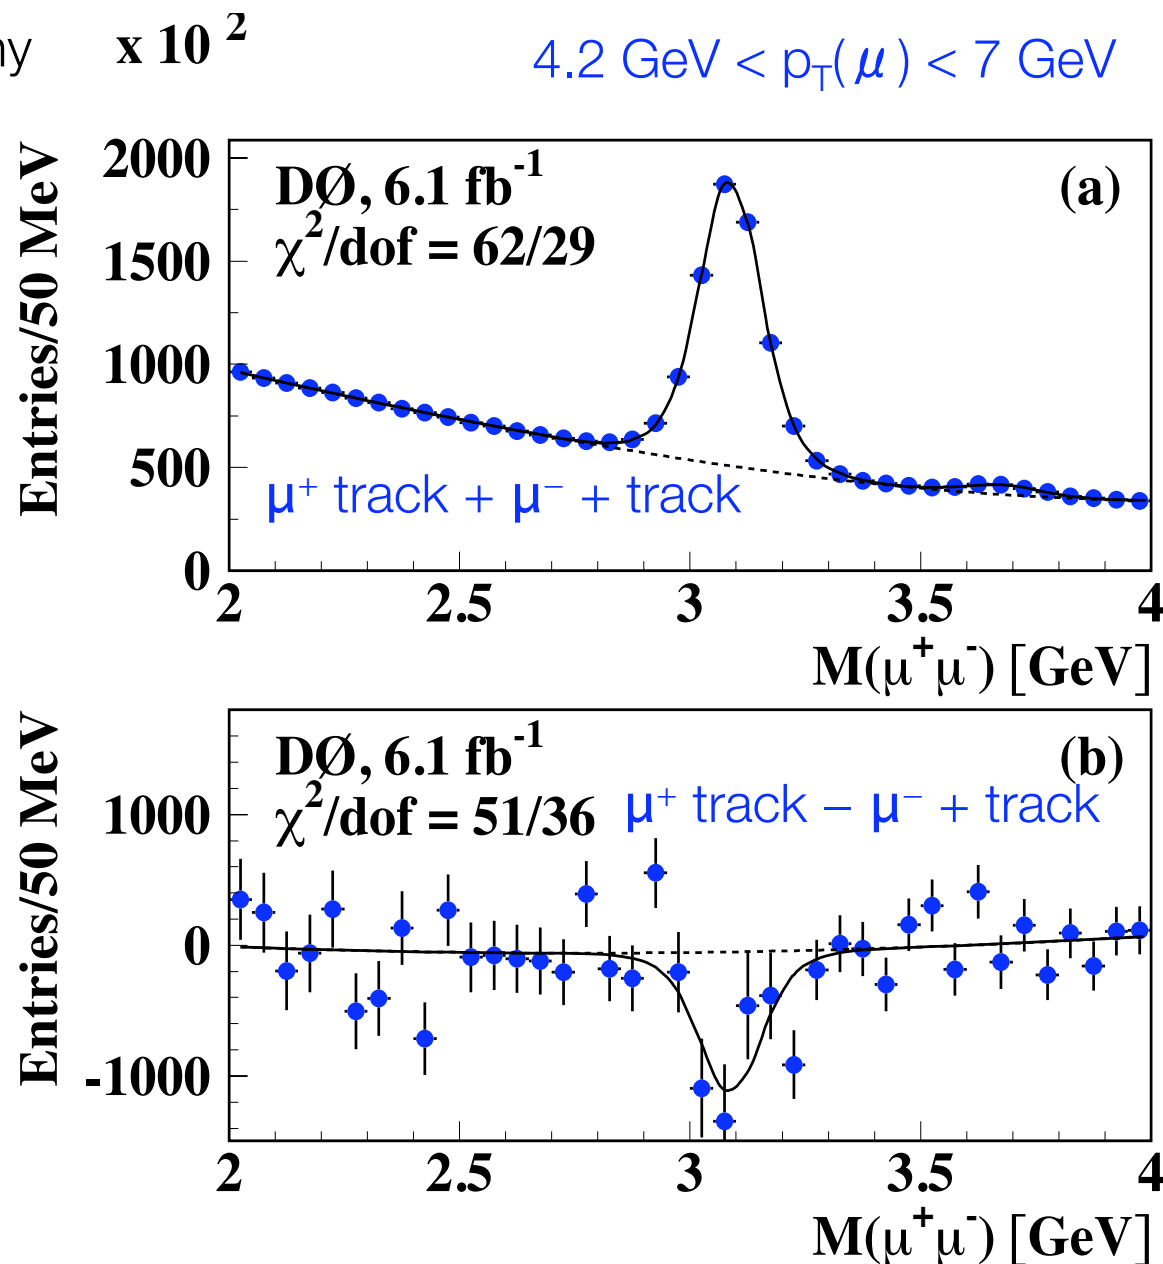 x 10 2
4.2 GeV < pT(μ) < 7 GeV
Entries/50 MeV
2000
1500
1000
500
0
DØ, 6.1 fb-1
χ2/dof = 62/29
(a)
μ+ track + μ− + track
2 2.5 3 3.5 4
M(μ+μ-) [GeV]
Entries/50 MeV
1000
0
-1000
DØ, 6.1 fb-1
χ2/dof = 51/36
(b)
μ+ track − μ− + track
2 2.5 3 3.5 4
M(μ+μ-) [GeV]